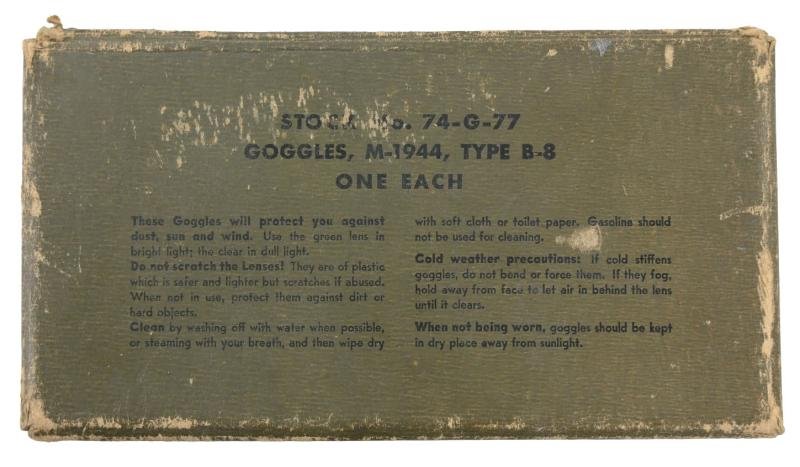 STOCK No. 74-G-77
GOGGLES, M-1944, TYPE B-8
ONE EACH
These Goggles will protect you against
dust, sun and wind. Use the green lens in
bright light; the clear in dull light.
Do not scratch the Lenses! They are of plastic
which is safer and lighter but scratches if abused.
When not in use, protect them against dirt or
hard objects.
Clean by washing off with water when possible,
or steaming with your breath, and then wipe dry
with soft cloth or toilet paper. Gasoline should
not be used for cleaning.
Cold weather precautions: If cold stiffens
goggles, do not bend or force them. If they fog,
hold away from face to let air in behind the lens
until it clears.
When not being worn, goggles should be kept
in dry place away from sunlight.